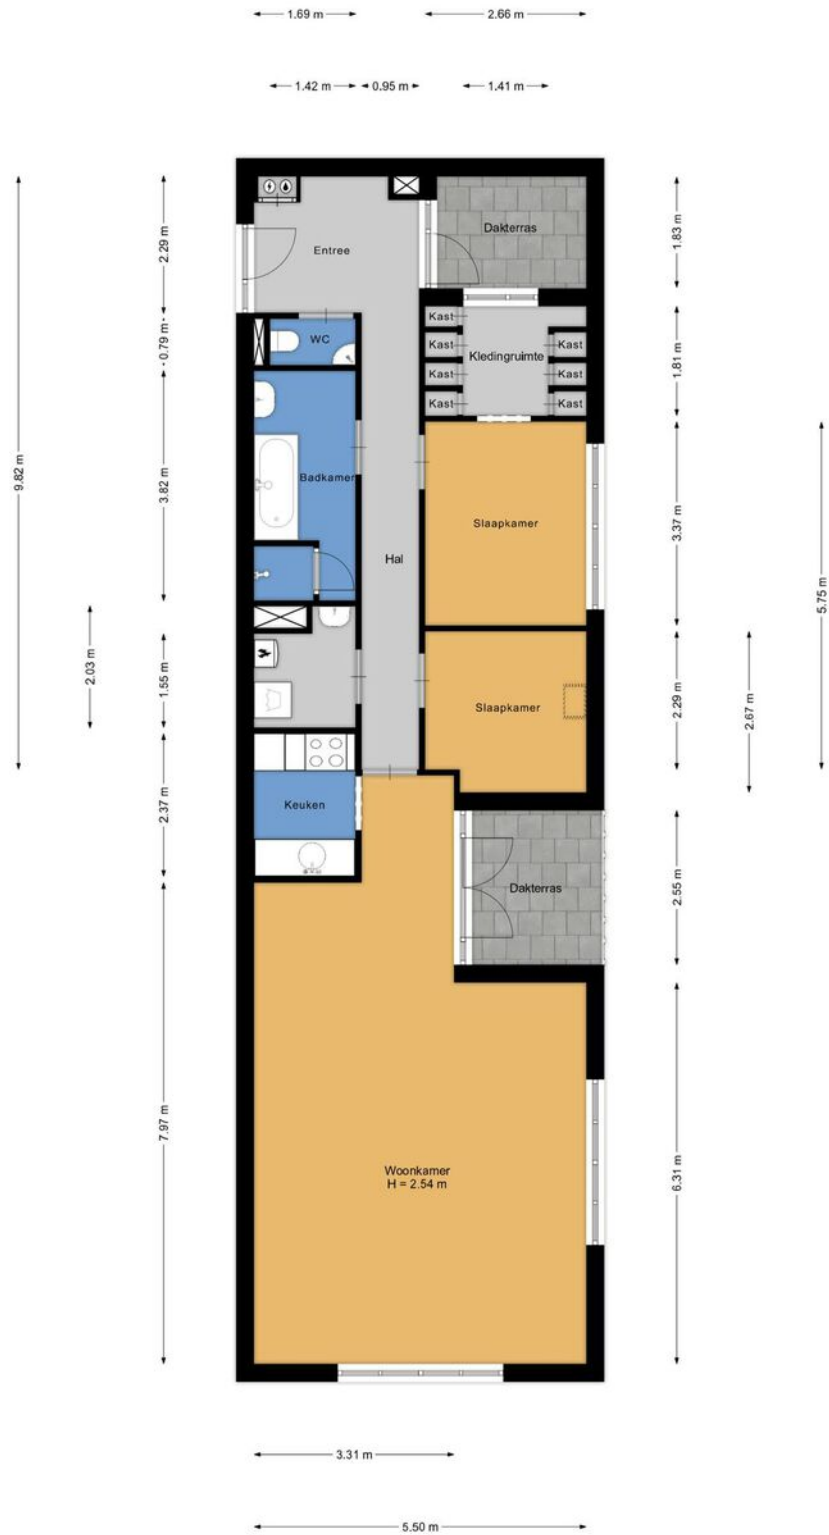 1.69 m
2.66 m
1.42 m
0.95 m
1.41 m
Dakterras
2.29 m
1.83 m
Entree
9.82 m
0.79 m
WC
Kast
Kast
Kast
Kast
Kledingruimte
Kast
Kast
Kast
1.81 m
3.82 m
Badkamer
Slaapkamer
3.37 m
5.75 m
Hal
2.03 m
1.55 m
Slaapkamer
2.29 m
2.67 m
2.37 m
Keuken
Dakterras
2.55 m
7.97 m
Woonkamer
H = 2.54 m
6.31 m
3.31 m
5.50 m